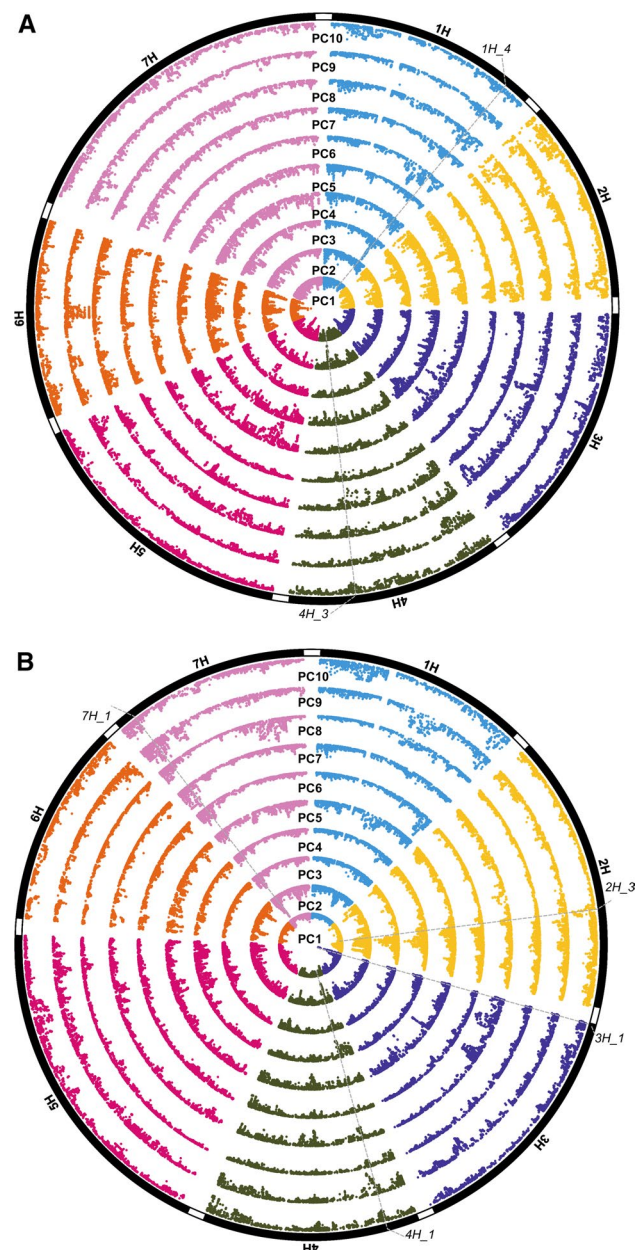 A
1H
1H_4
7H
PC10
PC9
PC8
PC7
PC6
PC5
PC4
PC3
PC2
PC1
2H
6H
3H
5H
4H
4H_3
B
7H
1H
7H_1
PC10
PC9
PC8
PC7
PC6
PC5
PC4
PC3
PC2
PC1
6H
2H
2H_3
3H_1
5H
3H
4H_1
4H